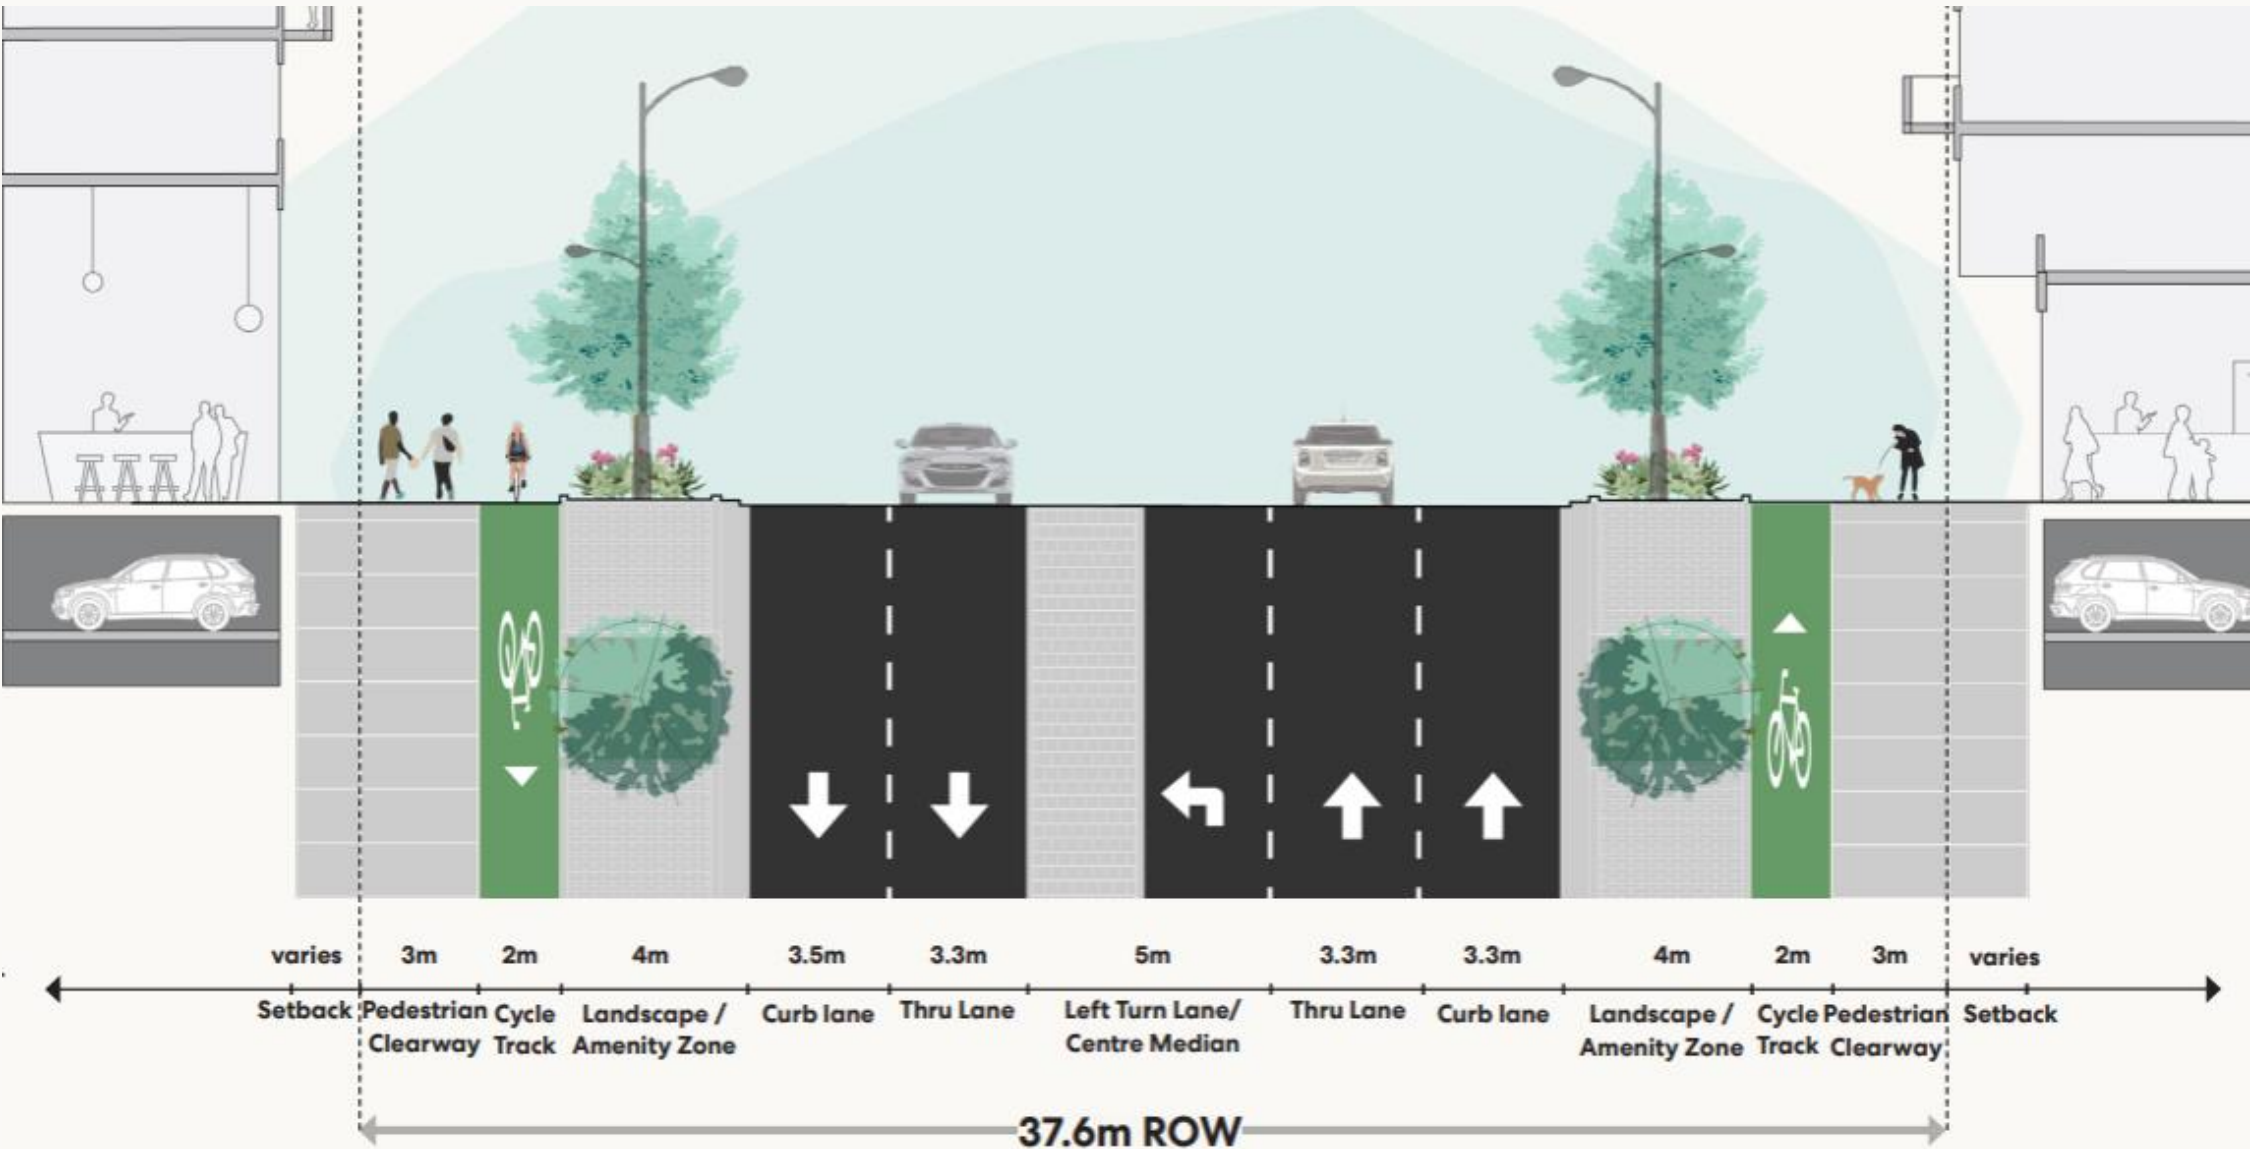 varies 3m 2m 4m 3.5m 3.3m 5m 3.3m 3.3m 4m 2m 3m varies
Setback Pedestrian Cycle Landscape / Curb lane Thru Lane Left Turn Lane/ Thru Lane Curb lane Landscape / Cycle Pedestrian Setback
Clearway Track Amenity Zone Centre Median Amenity Zone Track Clearway
37.6m ROW